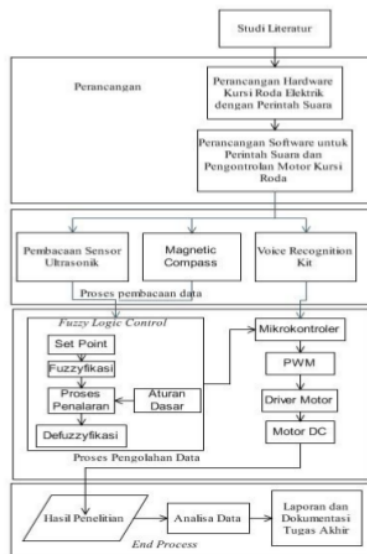 Studi Literatur
Perancangan
Perancangan Hardware
Kursi Roda Elektrik
dengan Perintah Suara
Perancangan Software untuk
Perintah Suara dan
Pengontrolan Motor Kursi
Roda
Pembacaan Sensor
Ultrasonik
Magnetic
Compass
Voice Recognition
Kit
Proses pembacaan data
Fuzzy Logic Control
Set Point
Fuzzyfikasi
Proses
Penalaran
Aturan
Dasar
Defuzzyfikasi
Mikrokontroler
PWM
Driver Motor
Motor DC
Proses Pengolahan Data
Hasil Penelitian
Analisa Data
Laporan dan
Dokumentasi
Tugas Akhir
End Process